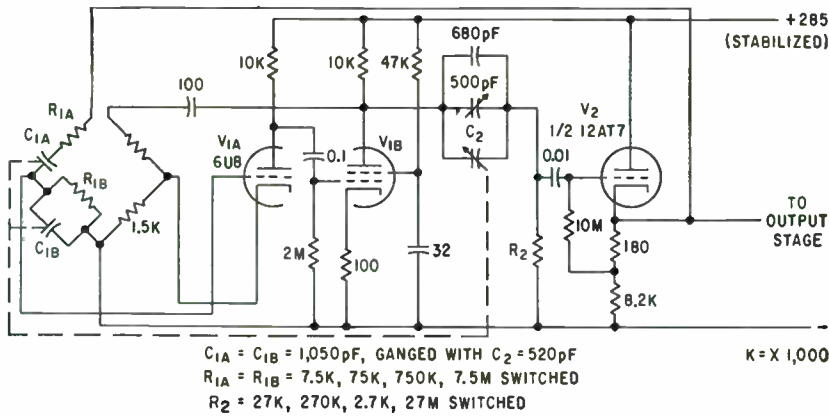 +285
(STABILIZED)
680pF
10K
10K
47K
500pF
C2
100
R1A
C1A
V1A
6U8
0.1
V1B
V2
1/2 12AT7
0.01
R1B
1.5K
C1B
TO
OUTPUT
STAGE
10M
180
2M
100
32
R2
8.2K
C1A = C1B = 1,050pF, GANGED WITH C2 = 520pF
K = X 1,000
R1A = R1B = 7.5K, 75K, 750K, 7.5M SWITCHED
R2 = 27K, 270K, 2.7K, 27M SWITCHED